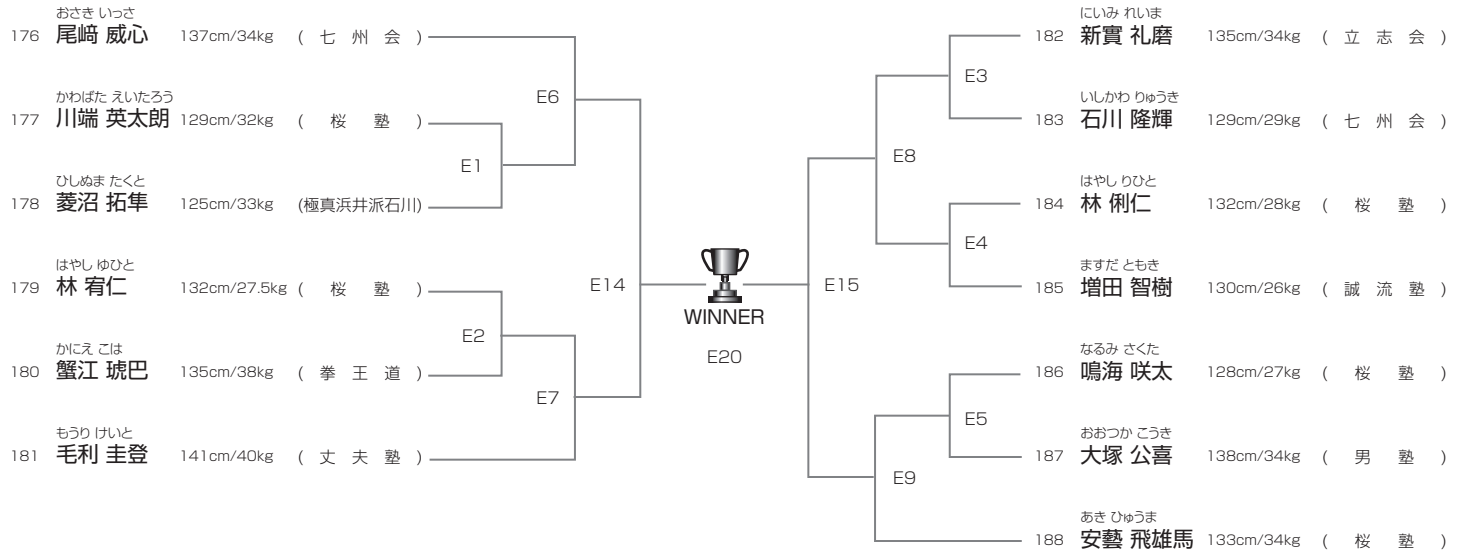 おさき いっさ
176 尾﨑 威心 137cm/34kg ( 七 州 会 )
かわばた えいたろう
177 川端 英太朗 129cm/32kg ( 桜 塾 )
ひしぬま たくと
178 菱沼 拓隼 125cm/33kg (極真浜井派石川)
はやし ゆひと
179 林 宥仁 132cm/27.5kg ( 桜 塾 )
かにえ こは
180 蟹江 琥巴 135cm/38kg ( 拳 王 道 )
もうり けいと
181 毛利 圭登 141cm/40kg ( 丈 夫 塾 )
E6
E1
E2
E7
E14
WINNER
E20
E15
E3
E8
E4
E5
E9
にいみ れいま
182 新實 礼磨 135cm/34kg ( 立 志 会 )
いしかわ りゅうき
183 石川 隆輝 129cm/29kg ( 七 州 会 )
はやし りひと
184 林 俐仁 132cm/28kg ( 桜 塾 )
ますだ ともき
185 増田 智樹 130cm/26kg ( 誠 流 塾 )
なるみ さくた
186 鳴海 咲太 128cm/27kg ( 桜 塾 )
おおつか こうき
187 大塚 公喜 138cm/34kg ( 男 塾 )
あき ひゅうま
188 安藝 飛雄馬 133cm/34kg ( 桜 塾 )